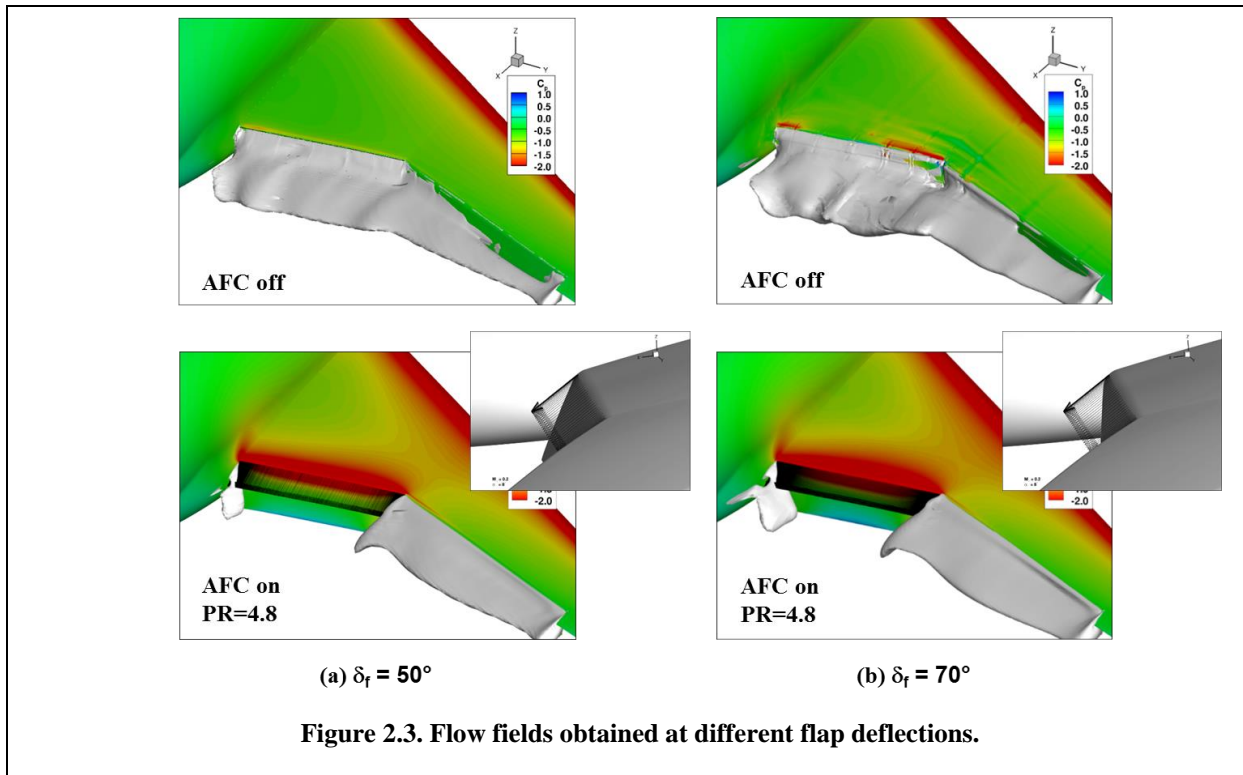 Z
X
Y
Cp
1.0
0.5
0.0
-0.5
-1.0
-1.5
-2.0
AFC off
Z
X
Y
Cp
1.0
0.5
0.0
-0.5
-1.0
-1.5
-2.0
AFC off
-2.0
AFC on
PR=4.8
-2.0
AFC on
PR=4.8
(a) δf = 50°
(b) δf = 70°
Figure 2.3. Flow fields obtained at different flap deflections.